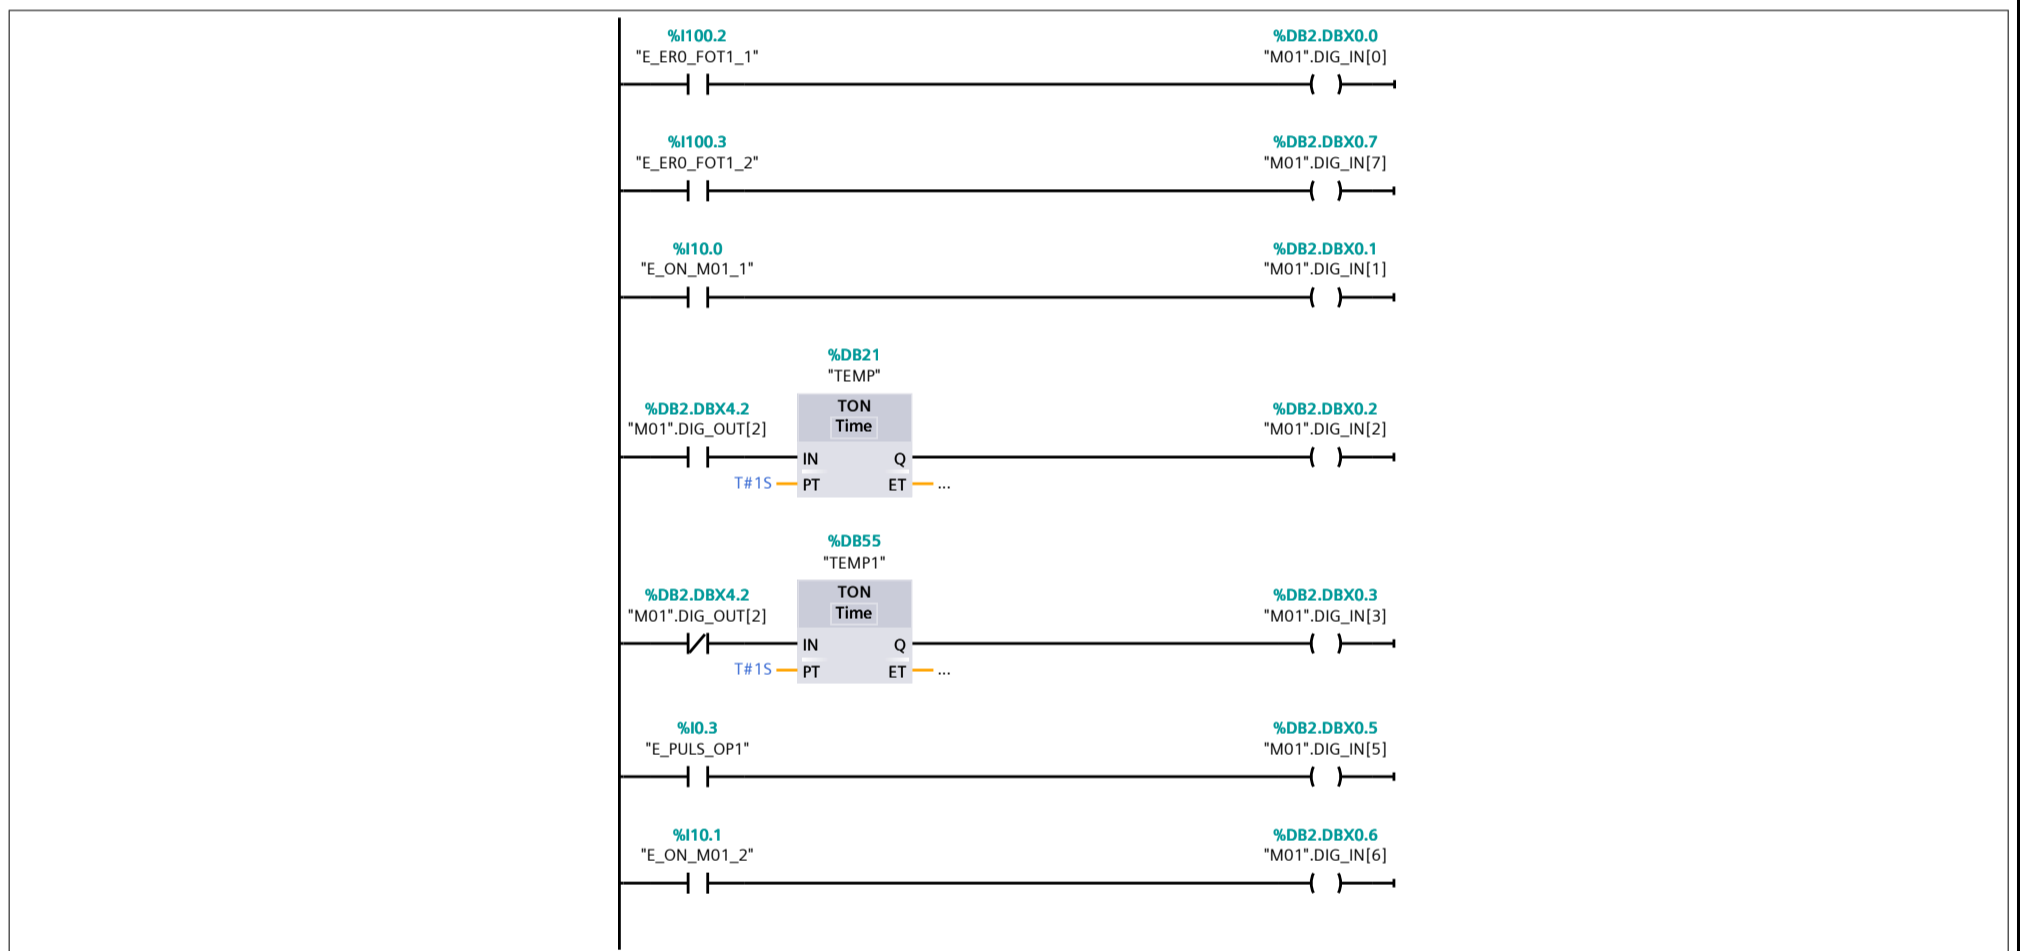 %I100.2
"E_ER0_FOT1_1"
%DB2.DBX0.0
"M01".DIG_IN[0]
%I100.3
"E_ER0_FOT1_2"
%DB2.DBX0.7
"M01".DIG_IN[7]
%I10.0
"E_ON_M01_1"
%DB2.DBX0.1
"M01".DIG_IN[1]
%DB21
"TEMP"
%DB2.DBX4.2
"M01".DIG_OUT[2]
TON
Time
%DB2.DBX0.2
"M01".DIG_IN[2]
IN Q
T#1S PT ET ...
%DB55
"TEMP1"
%DB2.DBX4.2
"M01".DIG_OUT[2]
TON
Time
%DB2.DBX0.3
"M01".DIG_IN[3]
IN Q
T#1S PT ET ...
%I0.3
"E_PULS_OP1"
%DB2.DBX0.5
"M01".DIG_IN[5]
%I10.1
"E_ON_M01_2"
%DB2.DBX0.6
"M01".DIG_IN[6]